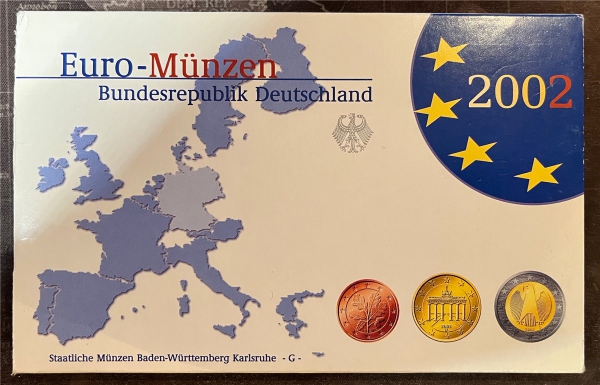 Euro-Münzen
Bundesrepublik Deutschland
2002
Staatliche Münzen Baden-Württemberg Karlsruhe - G -